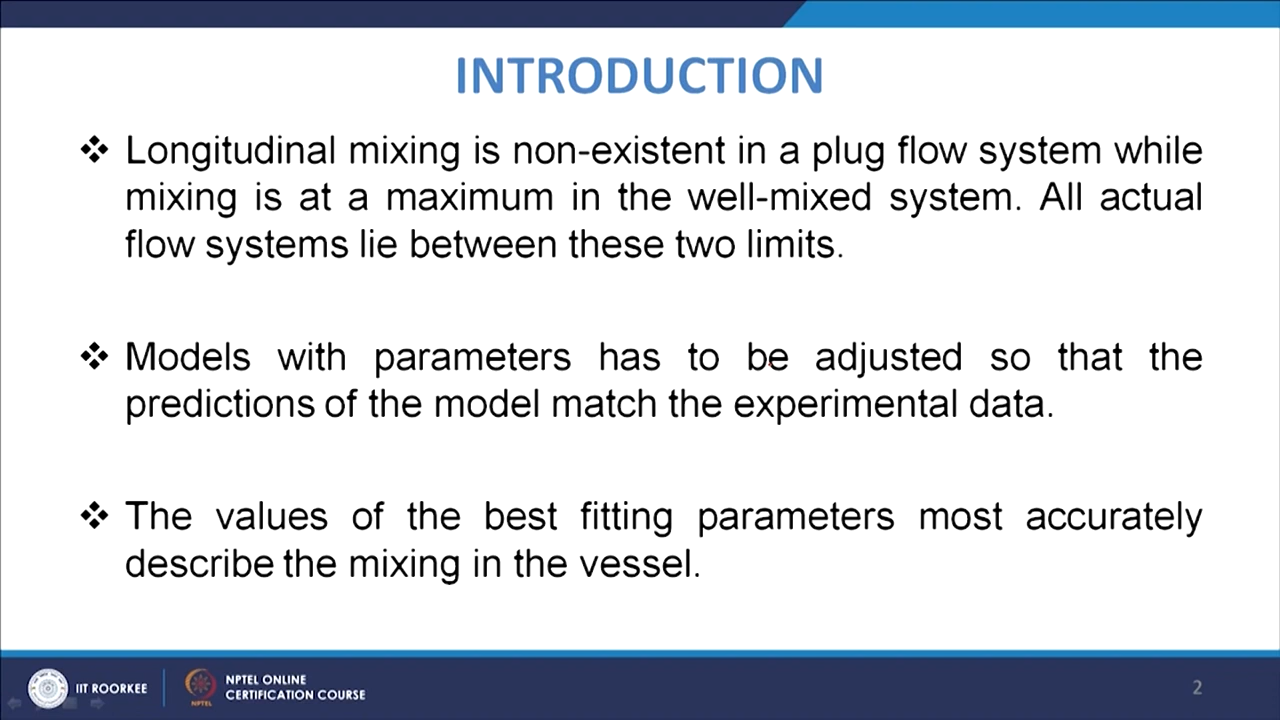 INTRODUCTION
❖ Longitudinal mixing is non-existent in a plug flow system while
mixing is at a maximum in the well-mixed system. All actual
flow systems lie between these two limits.
❖ Models with parameters has to be adjusted so that the
predictions of the model match the experimental data.
❖ The values of the best fitting parameters most accurately
describe the mixing in the vessel.
IIT ROORKEE
NPTEL
NPTEL ONLINE
CERTIFICATION COURSE
2